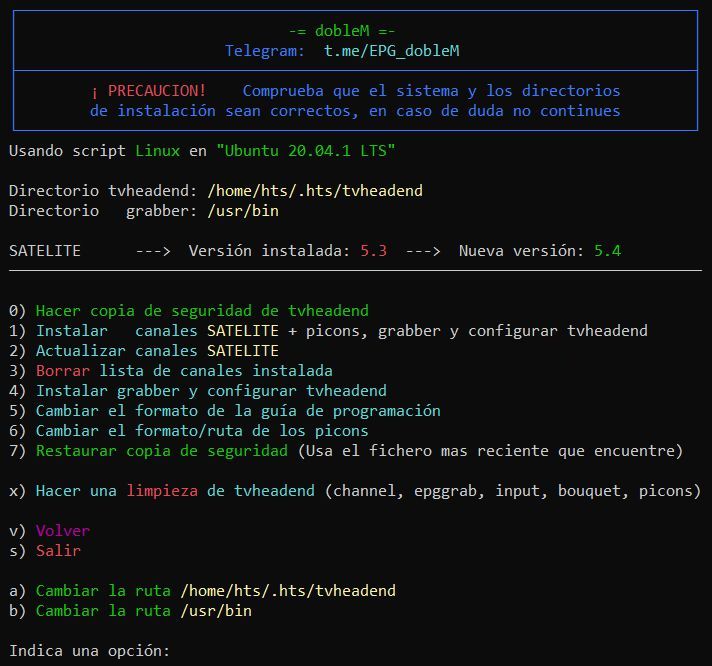 -= dobleM =-
Telegram: t.me/EPG_dobleM
¡ PRECAUCION! Comprueba que el sistema y los directorios
de instalación sean correctos, en caso de duda no continues
Usando script Linux en "Ubuntu 20.04.1 LTS"
Directorio tvheadend: /home/hts/.hts/tvheadend
Directorio grabber: /usr/bin
SATELITE ---> Versión instalada: 5.3 ---> Nueva versión: 5.4
0) Hacer copia de seguridad de tvheadend
1) Instalar canales SATELITE + picons, grabber y configurar tvheadend
2) Actualizar canales SATELITE
3) Borrar lista de canales instalada
4) Instalar grabber y configurar tvheadend
5) Cambiar el formato de la guía de programación
6) Cambiar el formato/ruta de los picons
7) Restaurar copia de seguridad (Usa el fichero mas reciente que encuentre)
x) Hacer una limpieza de tvheadend (channel, epggrab, input, bouquet, picons)
v) Volver
s) Salir
a) Cambiar la ruta /home/hts/.hts/tvheadend
b) Cambiar la ruta /usr/bin
Indica una opción: